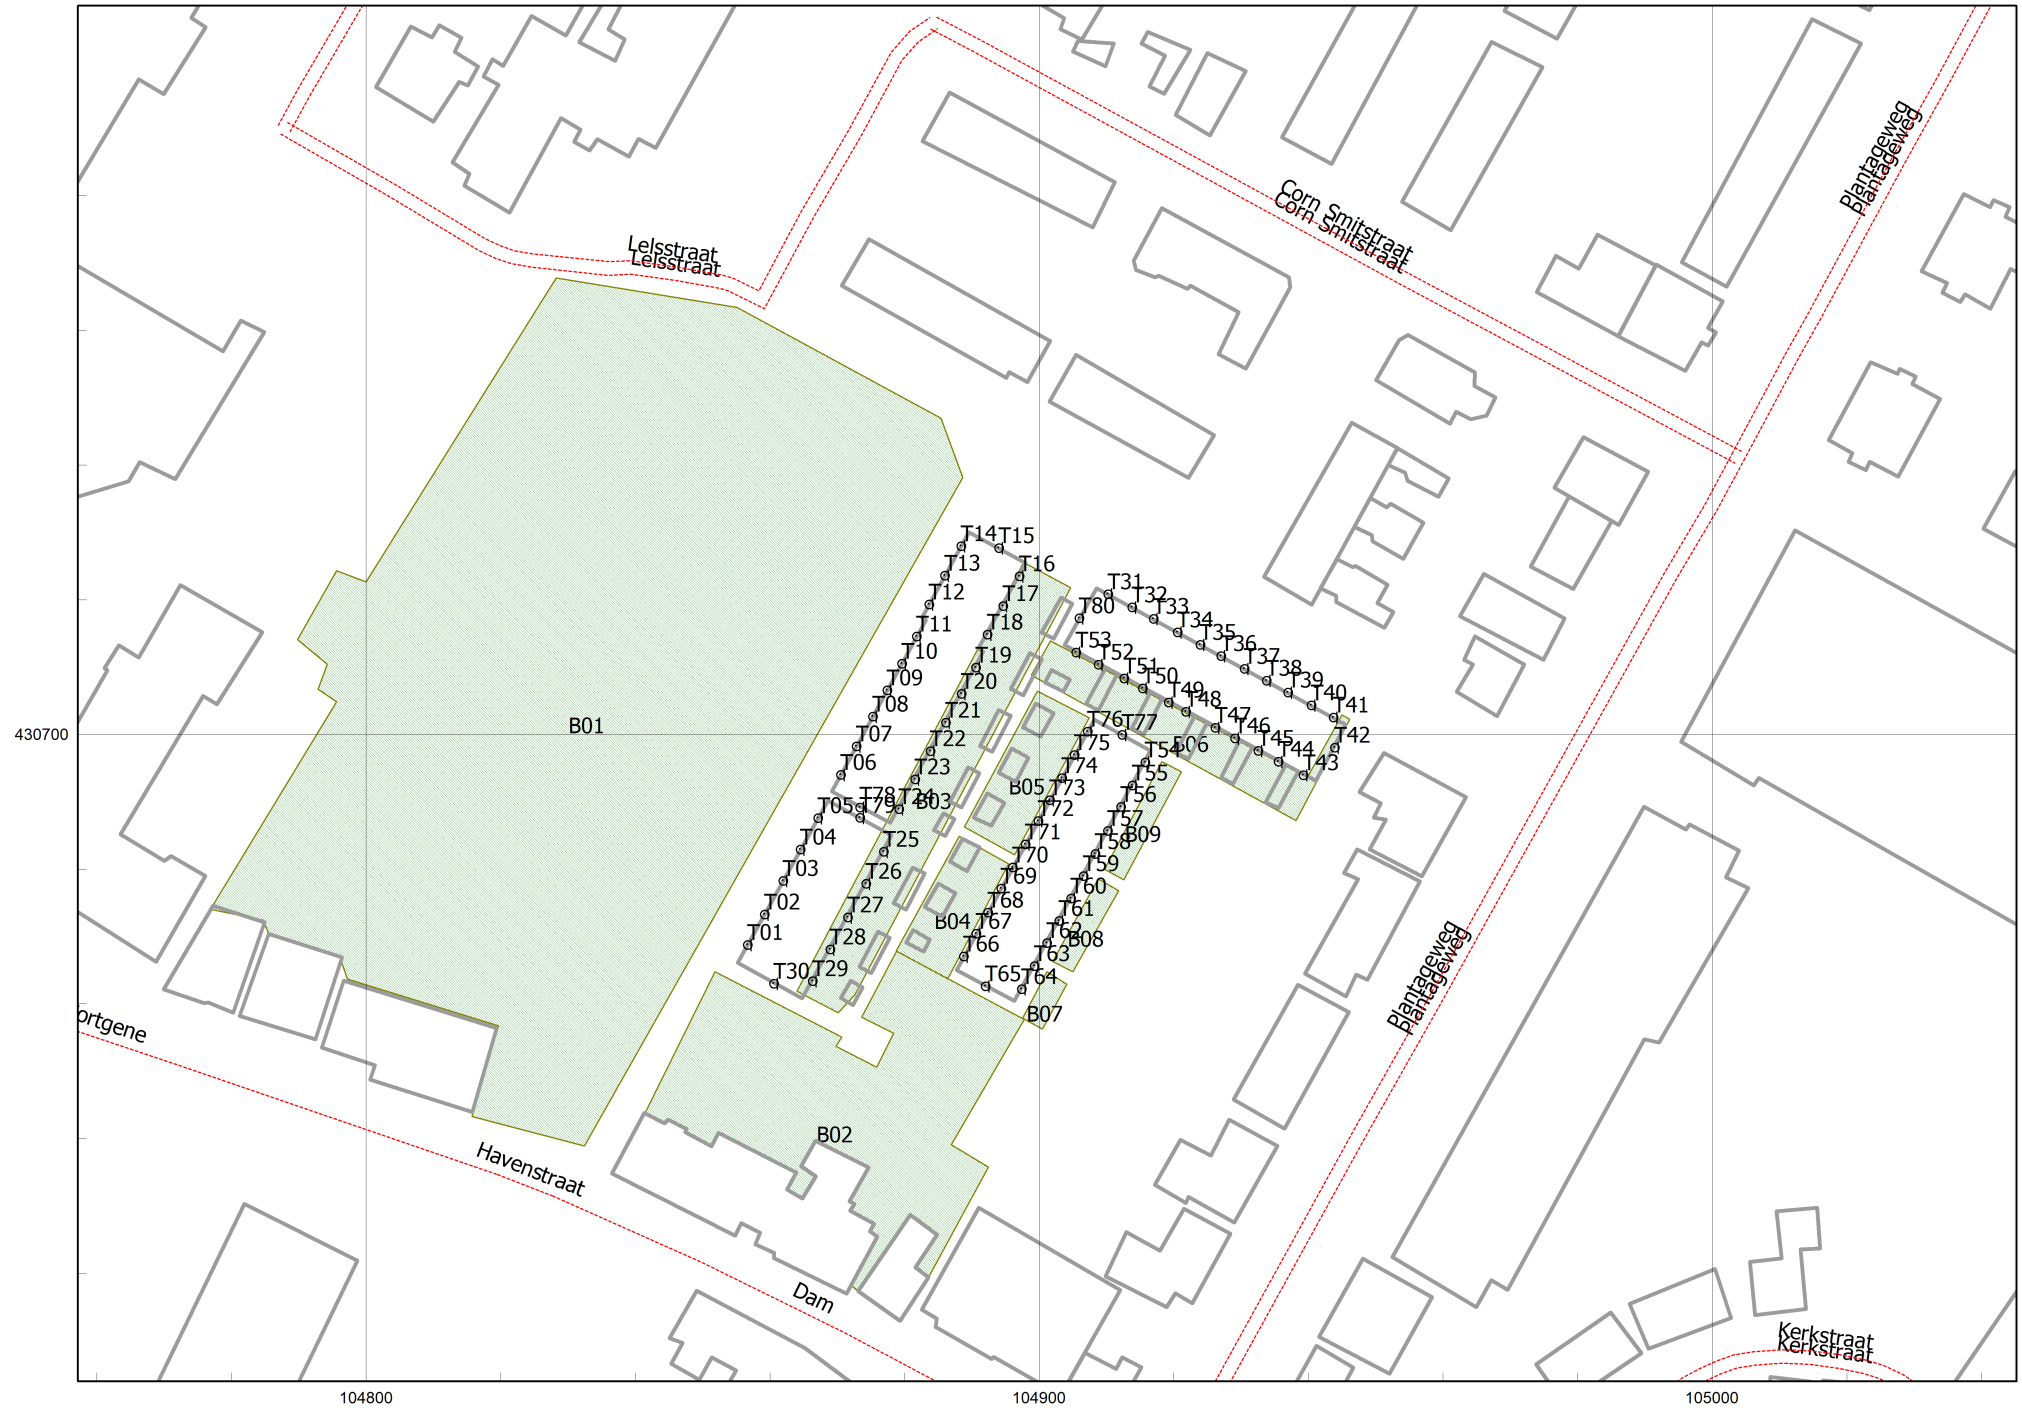 Plantageweg
Plantageweg
Corn Smitstraat
Corn Smitstraat
Lelsstraat
Lelsstraat
T14
T15
T13
T16
T12
T17
T31
T32
T80
T33
T11
T18
T34
T35
T10
T19
T53
T52
T36
T37
T09
T20
T51
T50
T38
T39
T08
T21
T49
T48
T40
T41
430700
B01
T07
T22
T76
T77
T47
T46
T42
T06
T23
T75
T54
B06
T45
T44
T43
T74
T55
T78
T79
T24
B03
B05
T73
T56
T05
T72
T57
B09
T04
T25
T71
T58
T03
T26
T70
T59
T69
T60
T02
T27
T68
T61
B04
T67
T62
B08
T01
T28
T66
T63
T30
T29
T65
T64
B07
Plantageweg
Plantageweg
ortgene
B02
Havenstraat
Dam
Kerkstraat
Kerkstraat
104800
104900
105000